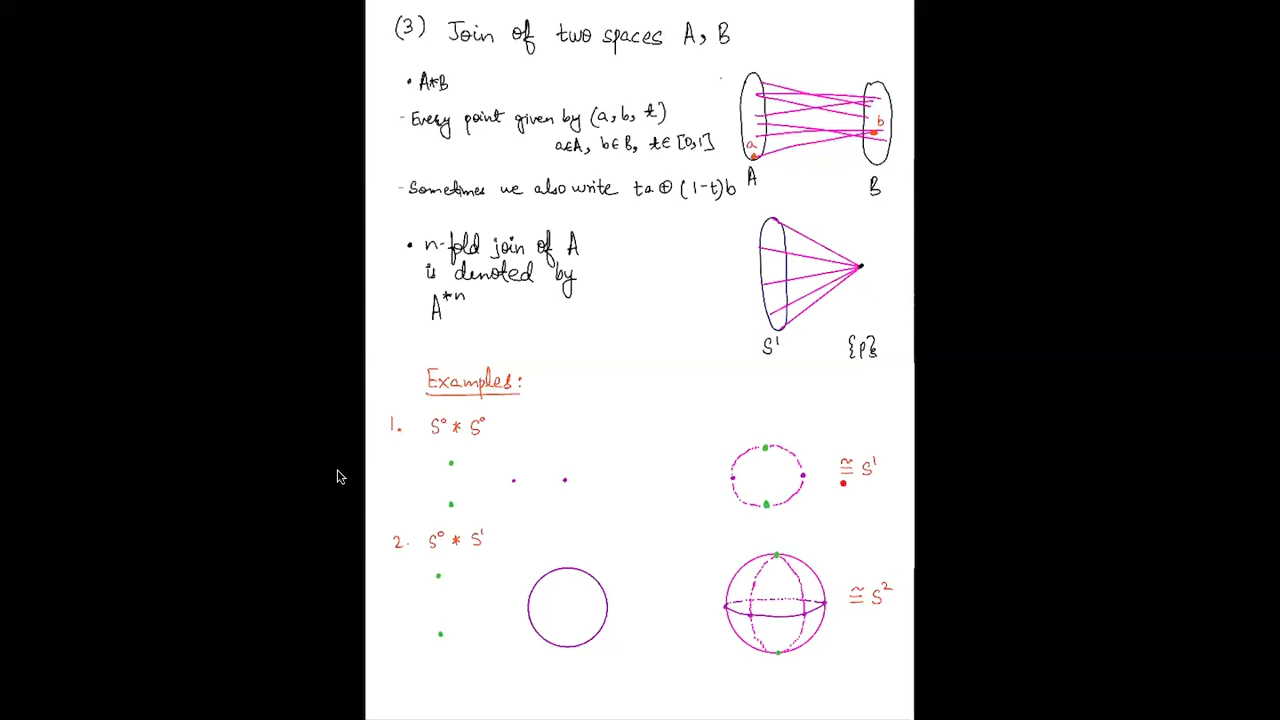 (3) Join of two spaces A, B
• A*B
- Every point given by (a, b, t)
a∈A, b∈B, t∈[0,1]
- Sometimes we also write ta ⊕ (1-t)b
a
b
A
B
• n-fold join of A
is denoted by
A*ⁿ
S¹
{p}
Examples:
1. S⁰ * S⁰
≅ S¹
2. S⁰ * S¹
≅ S²